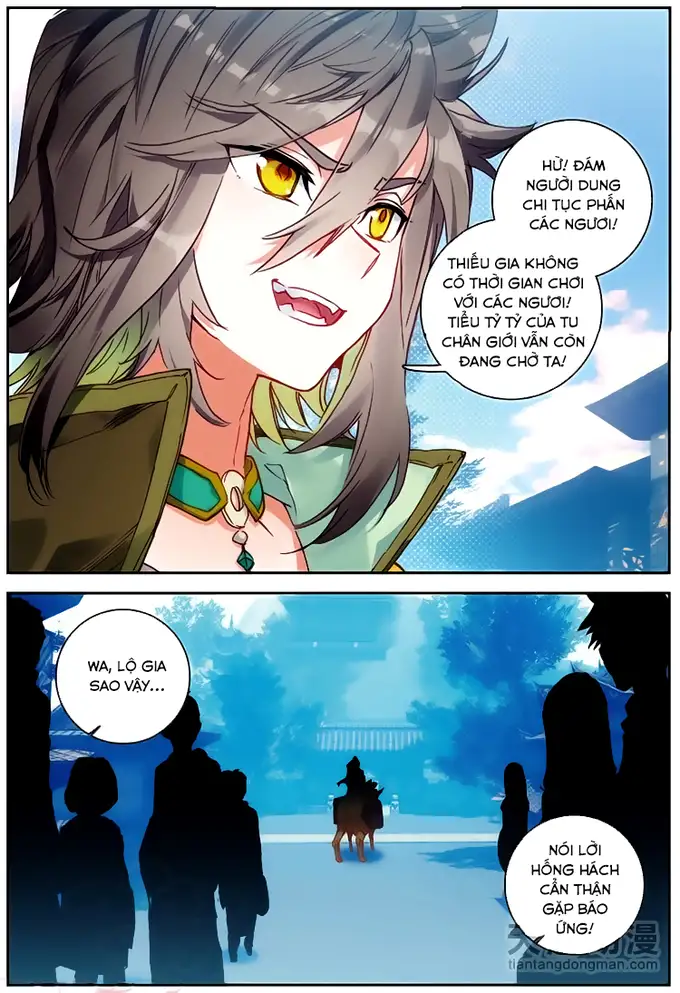 HỪ! ĐÁM
NGƯỜI DUNG
CHI TỤC PHẤN
CÁC NGƯƠI!
THIẾU GIA KHÔNG
CÓ THỜI GIAN CHƠI
VỚI CÁC NGƯƠI!
TIỂU TỶ TỶ CỦA TU
CHÂN GIỚI VẪN CÒN
ĐANG CHỜ TA!
WA, LỘ GIA
SAO VẬY...
NÓI LỜI
HỐNG HÁCH
CẨN THẬN
GẶP BÁO
ỨNG!
tiantangdongman.com